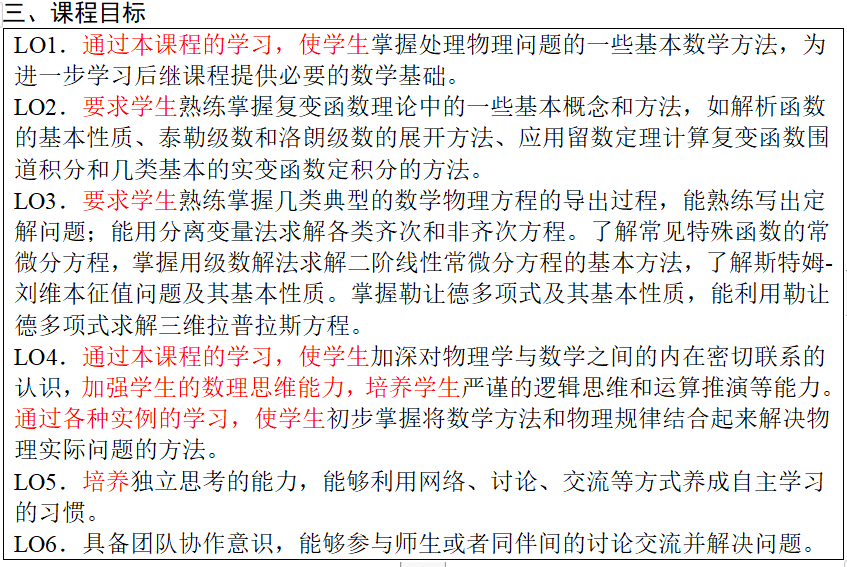 三、课程目标
LO1．通过本课程的学习，使学生掌握处理物理问题的一些基本数学方法，为
进一步学习后继课程提供必要的数学基础。
LO2．要求学生熟练掌握复变函数理论中的一些基本概念和方法，如解析函数
的基本性质、泰勒级数和洛朗级数的展开方法、应用留数定理计算复变函数围
道积分和几类基本的实变函数定积分的方法。
LO3．要求学生熟练掌握几类典型的数学物理方程的导出过程，能熟练写出定
解问题；能用分离变量法求解各类齐次和非齐次方程。了解常见特殊函数的常
微分方程，掌握用级数解法求解二阶线性常微分方程的基本方法，了解斯特姆-
刘维本征值问题及其基本性质。掌握勒让德多项式及其基本性质，能利用勒让
德多项式求解三维拉普拉斯方程。
LO4．通过本课程的学习，使学生加深对物理学与数学之间的内在密切联系的
认识，加强学生的数理思维能力，培养学生严谨的逻辑思维和运算推演等能力。
通过各种实例的学习，使学生初步掌握将数学方法和物理规律结合起来解决物
理实际问题的方法。
LO5．培养独立思考的能力，能够利用网络、讨论、交流等方式养成自主学习
的习惯。
LO6．具备团队协作意识，能够参与师生或者同伴间的讨论交流并解决问题。